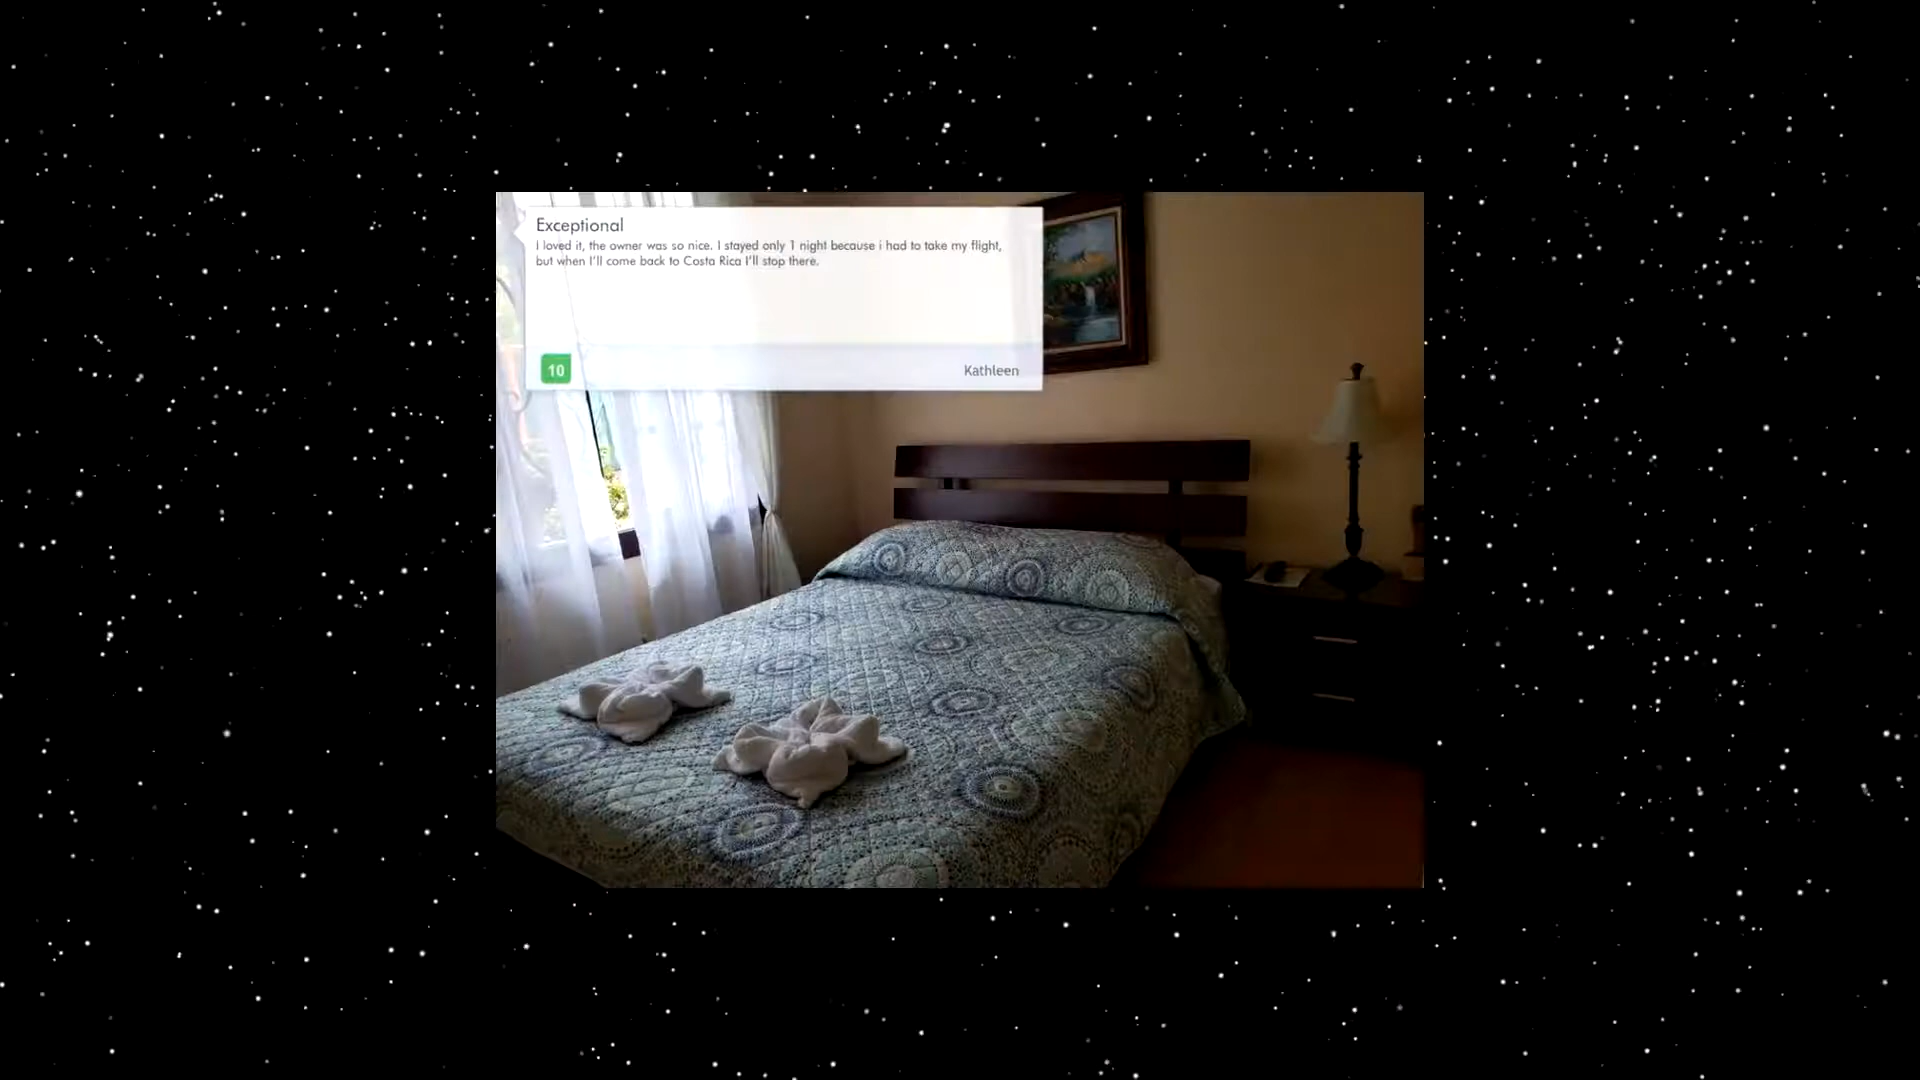 Exceptional
I loved it, the owner was so nice. I stayed only 1 night because i had to take my flight,
but when I'll come back to Costa Rica I'll stop there.
10
Kathleen